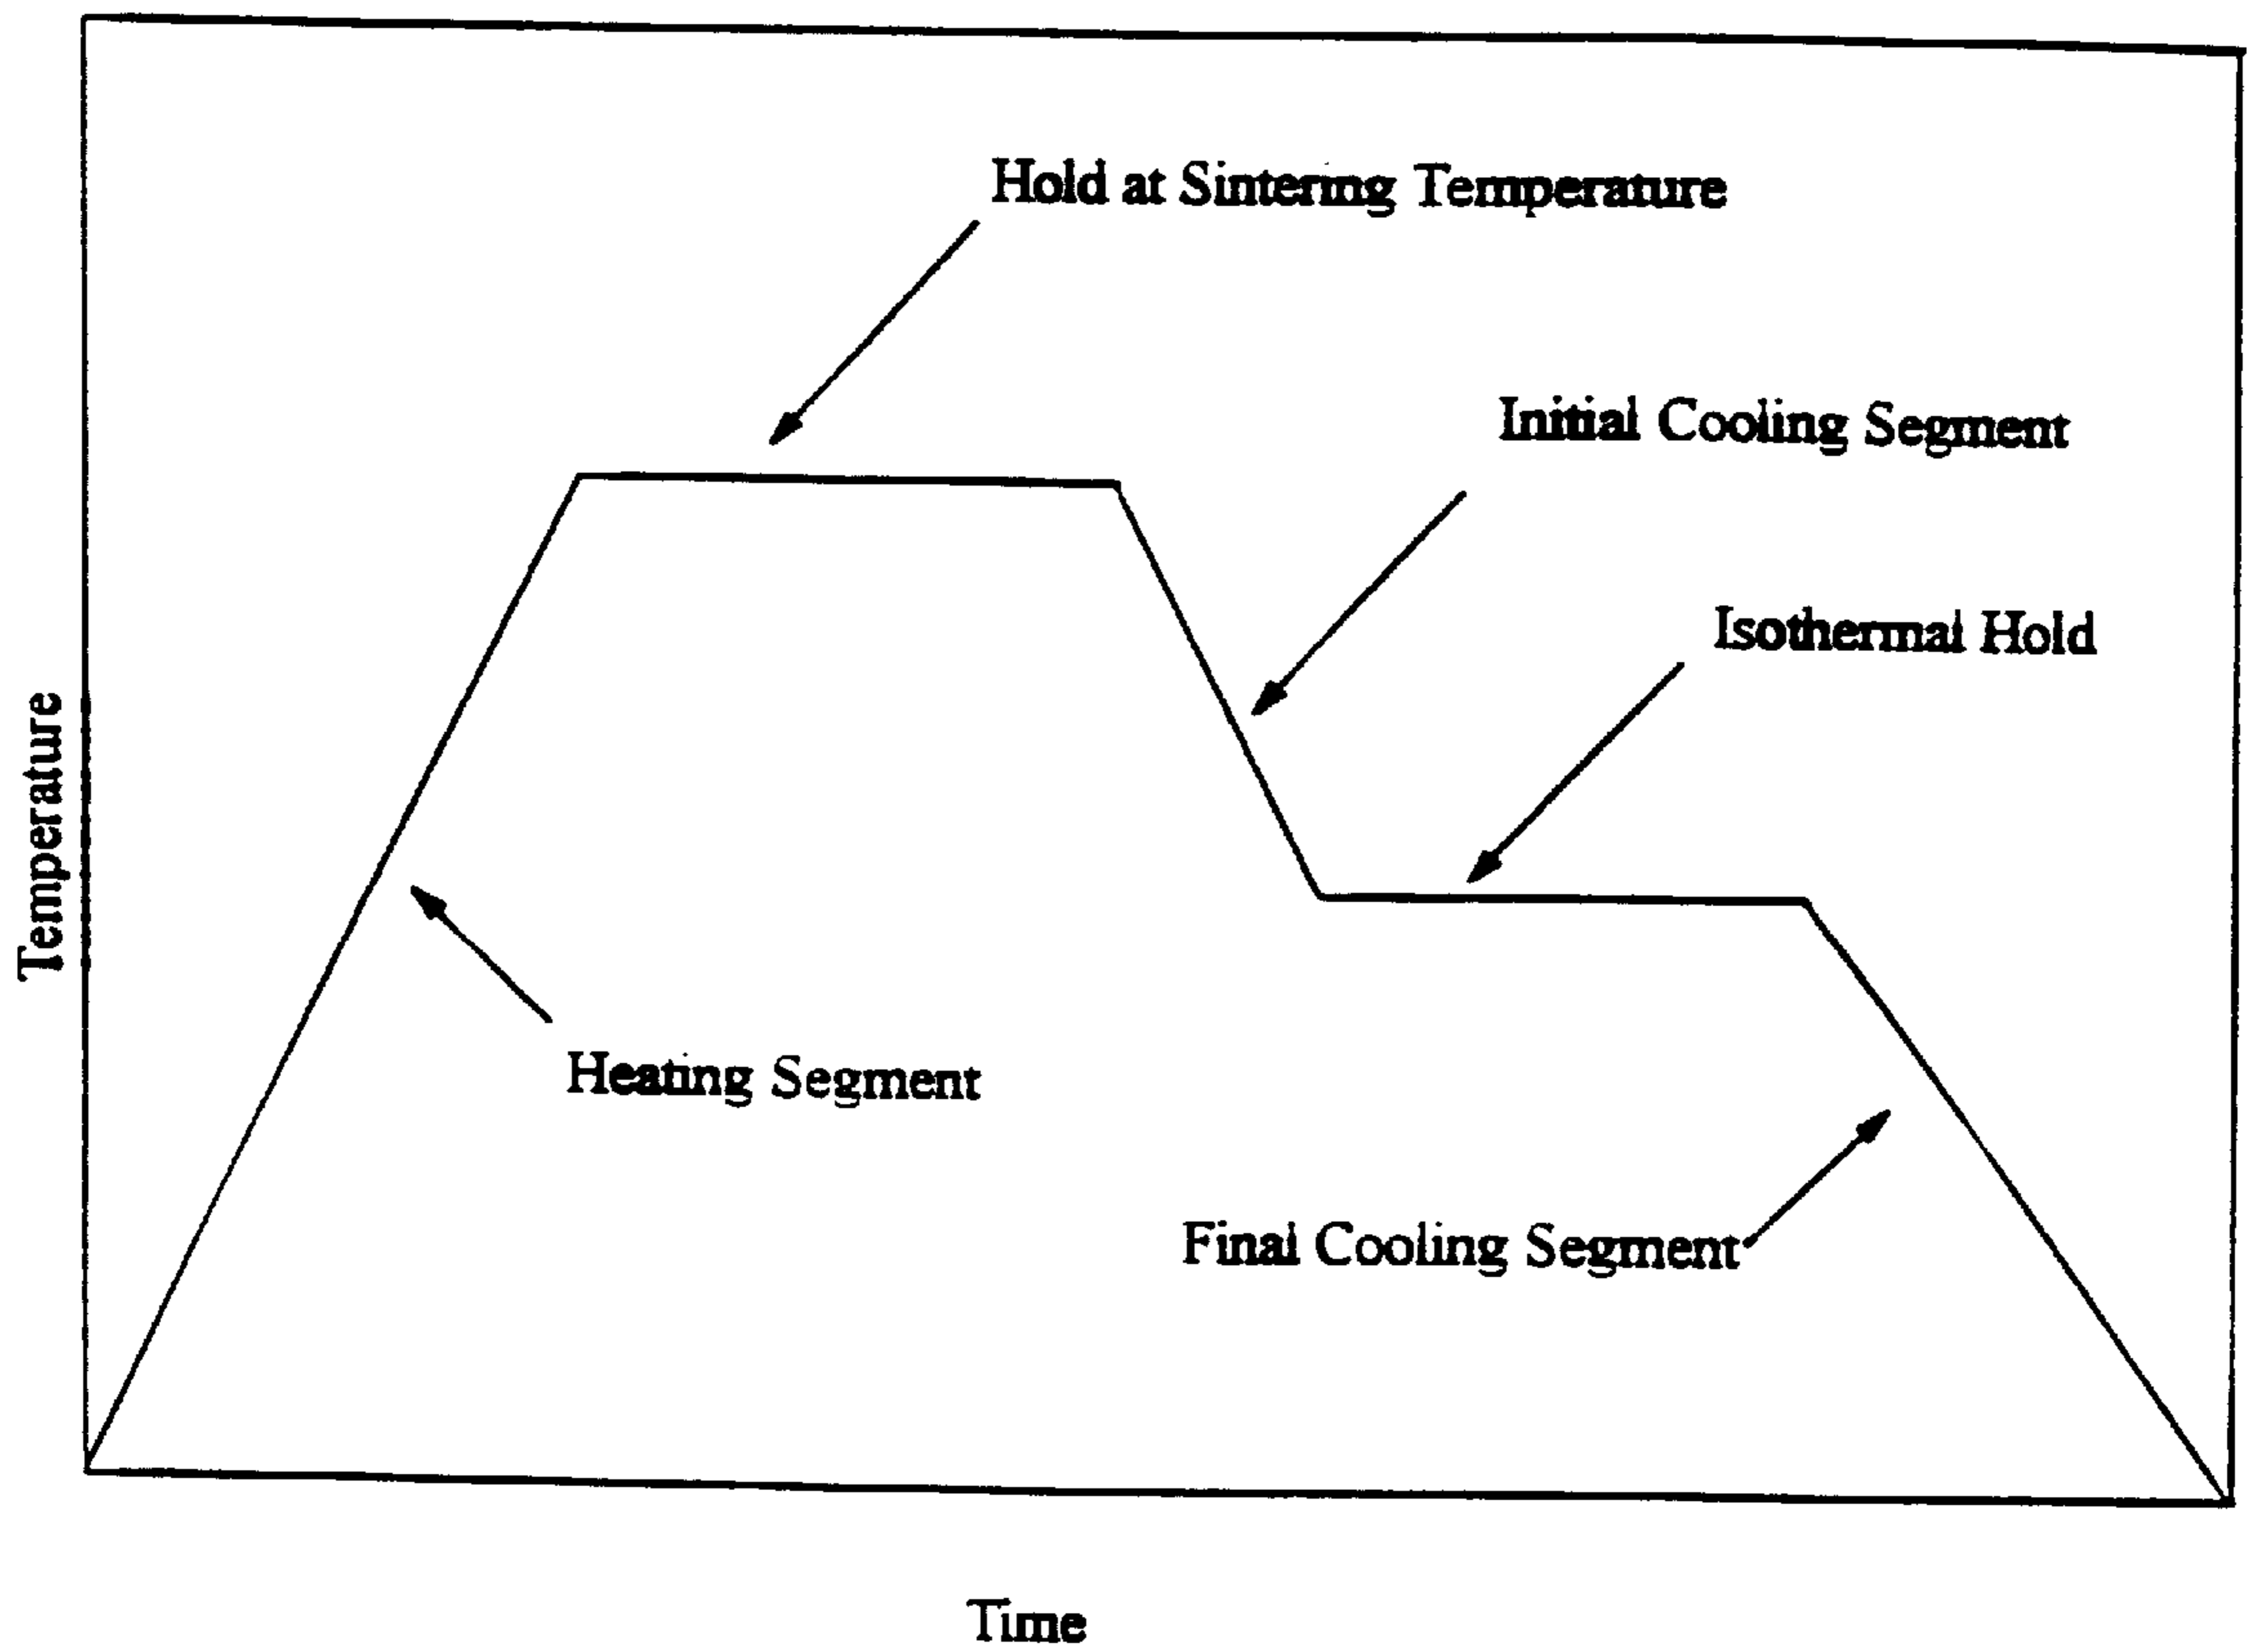 Hold at Sintering Temperature
Initial Cooling Segment
Isothermal Hold
Temperature
Heating Segment
Final Cooling Segment
Time